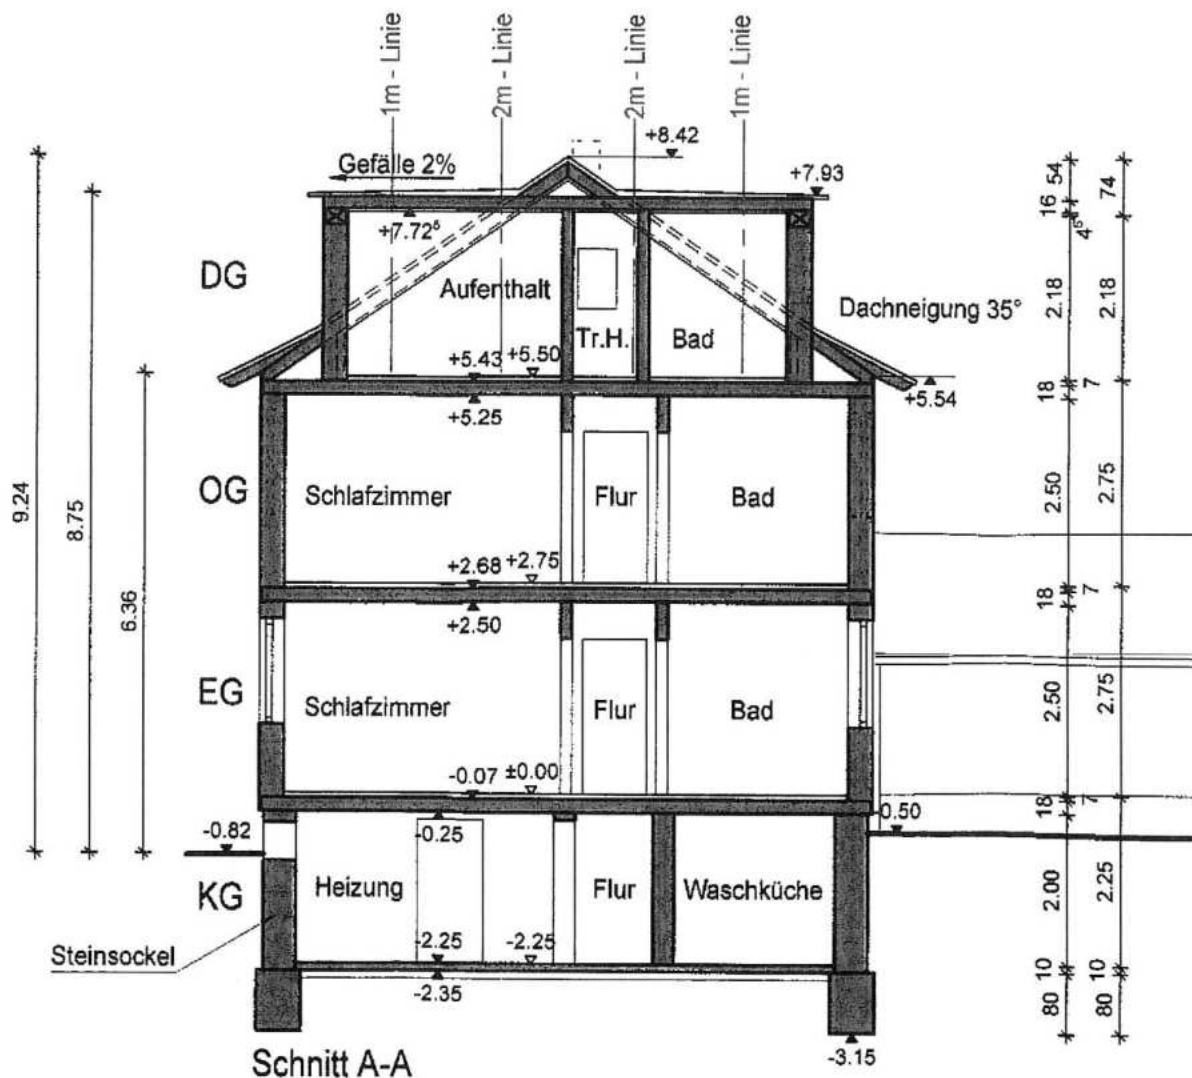 1m - Linie
2m - Linie
2m - Linie
1m - Linie
+8.42
Gefälle 2%
+7.93
+7.72⁵
DG
Aufenthalt
Tr.H.
Bad
Dachneigung 35°
+5.43
+5.50
+5.54
+5.25
OG
Schlafzimmer
Flur
Bad
+2.68
+2.75
+2.50
EG
Schlafzimmer
Flur
Bad
-0.07
±0.00
-0.50
-0.82
-0.25
KG
Heizung
Flur
Waschküche
Steinsockel
-2.25
-2.25
-2.35
-3.15
Schnitt A-A
9.24
8.75
6.36
54
16
2.18
18
2.50
18
2.50
18
2.00
10
80
74
4⁵
2.18
7
2.75
7
2.75
7
2.25
10
80